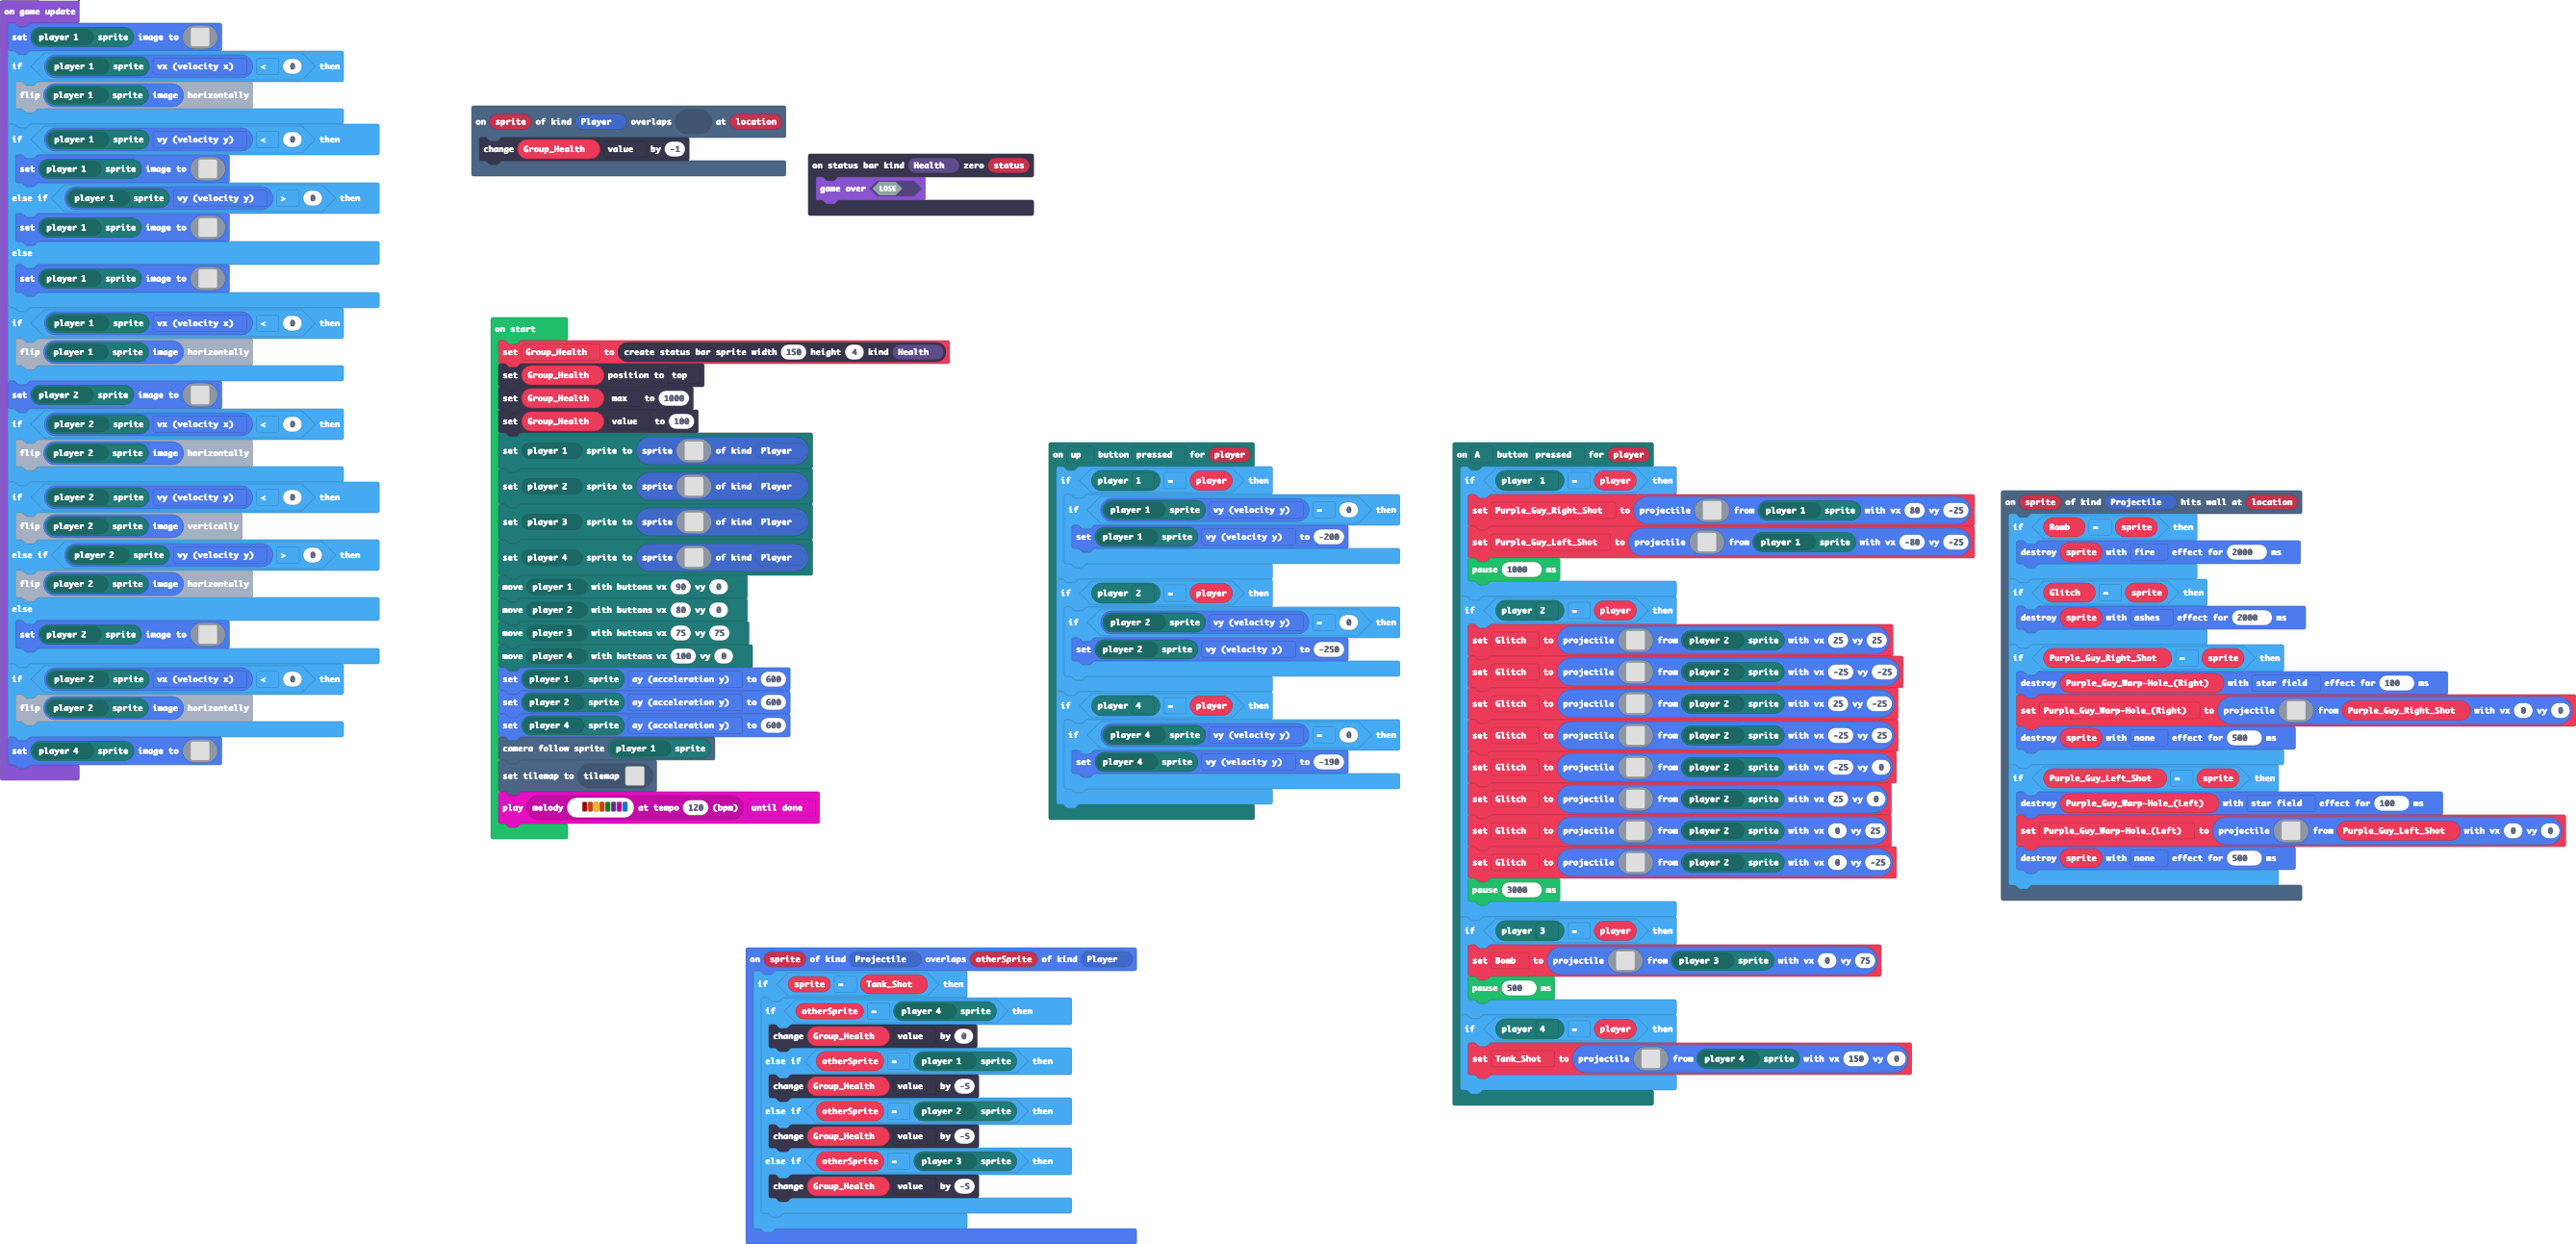 on game update
set player 1 sprite image to
if player 1 sprite vx (velocity x) < 0 then
flip player 1 sprite image horizontally
if player 1 sprite vy (velocity y) < 0 then
set player 1 sprite image to
else if player 1 sprite vy (velocity y) > 0 then
set player 1 sprite image to
else
set player 1 sprite image to
if player 1 sprite vx (velocity x) < 0 then
flip player 1 sprite image horizontally
set player 2 sprite image to
if player 2 sprite vx (velocity x) < 0 then
flip player 2 sprite image horizontally
if player 2 sprite vy (velocity y) < 0 then
flip player 2 sprite image vertically
else if player 2 sprite vy (velocity y) > 0 then
flip player 2 sprite image horizontally
else
set player 2 sprite image to
if player 2 sprite vx (velocity x) < 0 then
flip player 2 sprite image horizontally
set player 4 sprite image to
on sprite of kind Player overlaps at location
change Group_Health value by -1
on status bar kind Health zero status
game over LOSE
on start
set Group_Health to create status bar sprite width 150 height 4 kind Health
set Group_Health position to top
set Group_Health max to 1000
set Group_Health value to 100
set player 1 sprite to sprite of kind Player
set player 2 sprite to sprite of kind Player
set player 3 sprite to sprite of kind Player
set player 4 sprite to sprite of kind Player
move player 1 with buttons vx 90 vy 0
move player 2 with buttons vx 80 vy 0
move player 3 with buttons vx 75 vy 75
move player 4 with buttons vx 100 vy 0
set player 1 sprite ay (acceleration y) to 600
set player 2 sprite ay (acceleration y) to 600
set player 4 sprite ay (acceleration y) to 600
camera follow sprite player 1 sprite
set tilemap to tilemap
play melody at tempo 120 (bpm) until done
on sprite of kind Projectile overlaps otherSprite of kind Player
if sprite = Tank_Shot then
if otherSprite = player 4 sprite then
change Group_Health value by 0
else if otherSprite = player 1 sprite then
change Group_Health value by -5
else if otherSprite = player 2 sprite then
change Group_Health value by -5
else if otherSprite = player 3 sprite then
change Group_Health value by -5
on up button pressed for player
if player 1 = player then
if player 1 sprite vy (velocity y) = 0 then
set player 1 sprite vy (velocity y) to -200
if player 2 = player then
if player 2 sprite vy (velocity y) = 0 then
set player 2 sprite vy (velocity y) to -250
if player 4 = player then
if player 4 sprite vy (velocity y) = 0 then
set player 4 sprite vy (velocity y) to -190
on A button pressed for player
if player 1 = player then
set Purple_Guy_Right_Shot to projectile from player 1 sprite with vx 80 vy -25
set Purple_Guy_Left_Shot to projectile from player 1 sprite with vx -80 vy -25
pause 1000 ms
if player 2 = player then
set Glitch to projectile from player 2 sprite with vx 25 vy 25
set Glitch to projectile from player 2 sprite with vx -25 vy -25
set Glitch to projectile from player 2 sprite with vx 25 vy -25
set Glitch to projectile from player 2 sprite with vx -25 vy 25
set Glitch to projectile from player 2 sprite with vx -25 vy 0
set Glitch to projectile from player 2 sprite with vx 25 vy 0
set Glitch to projectile from player 2 sprite with vx 0 vy 25
set Glitch to projectile from player 2 sprite with vx 0 vy -25
pause 3000 ms
if player 3 = player then
set Bomb to projectile from player 3 sprite with vx 0 vy 75
pause 500 ms
if player 4 = player then
set Tank_Shot to projectile from player 4 sprite with vx 150 vy 0
on sprite of kind Projectile hits wall at location
if Bomb = sprite then
destroy sprite with fire effect for 2000 ms
if Glitch = sprite then
destroy sprite with ashes effect for 2000 ms
if Purple_Guy_Right_Shot = sprite then
destroy Purple_Guy_Warp-Hole_(Right) with star field effect for 100 ms
set Purple_Guy_Warp-Hole_(Right) to projectile from Purple_Guy_Right_Shot with vx 0 vy 0
destroy sprite with none effect for 500 ms
if Purple_Guy_Left_Shot = sprite then
destroy Purple_Guy_Warp-Hole_(Left) with star field effect for 100 ms
set Purple_Guy_Warp-Hole_(Left) to projectile from Purple_Guy_Left_Shot with vx 0 vy 0
destroy sprite with none effect for 500 ms